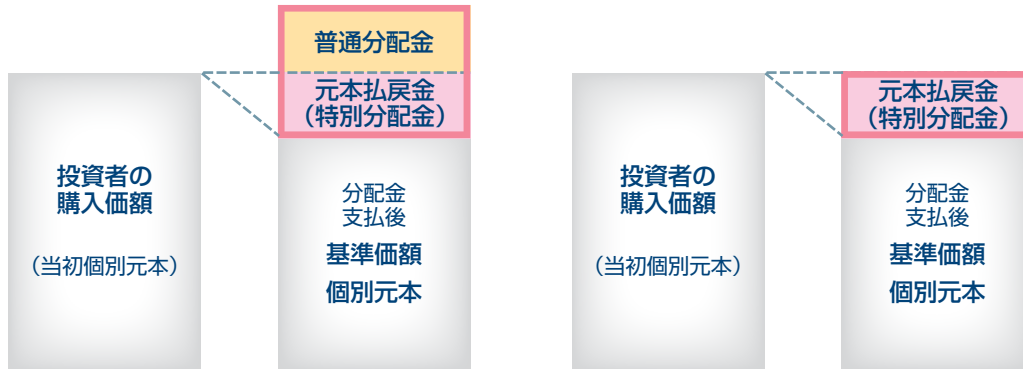 普通分配金
元本払戻金
（特別分配金）
投資者の
購入価額
（当初個別元本）
分配金
支払後
基準価額
個別元本
元本払戻金
（特別分配金）
投資者の
購入価額
（当初個別元本）
分配金
支払後
基準価額
個別元本